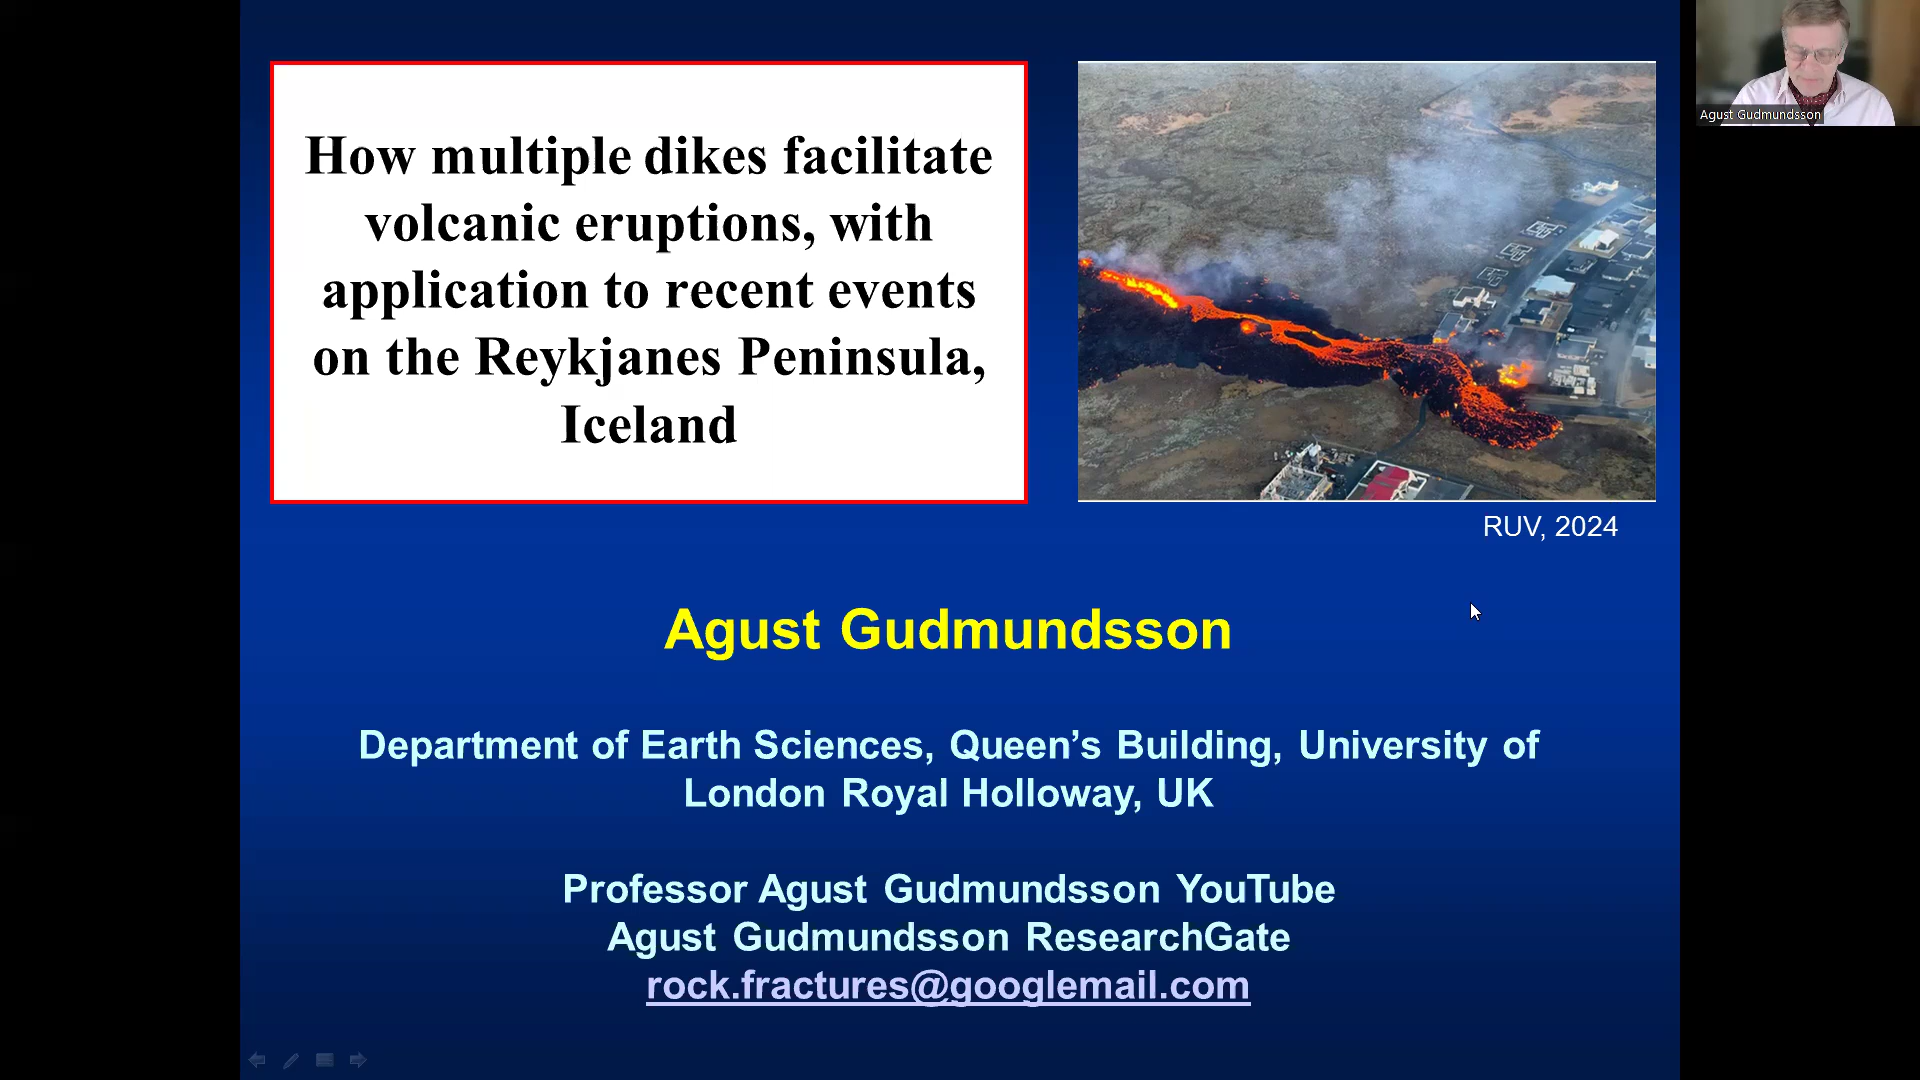 How multiple dikes facilitate
volcanic eruptions, with
application to recent events
on the Reykjanes Peninsula,
Iceland
Agust Gudmundsson
RUV, 2024
Agust Gudmundsson
Department of Earth Sciences, Queen’s Building, University of
London Royal Holloway, UK
Professor Agust Gudmundsson YouTube
Agust Gudmundsson ResearchGate
rock.fractures@googlemail.com